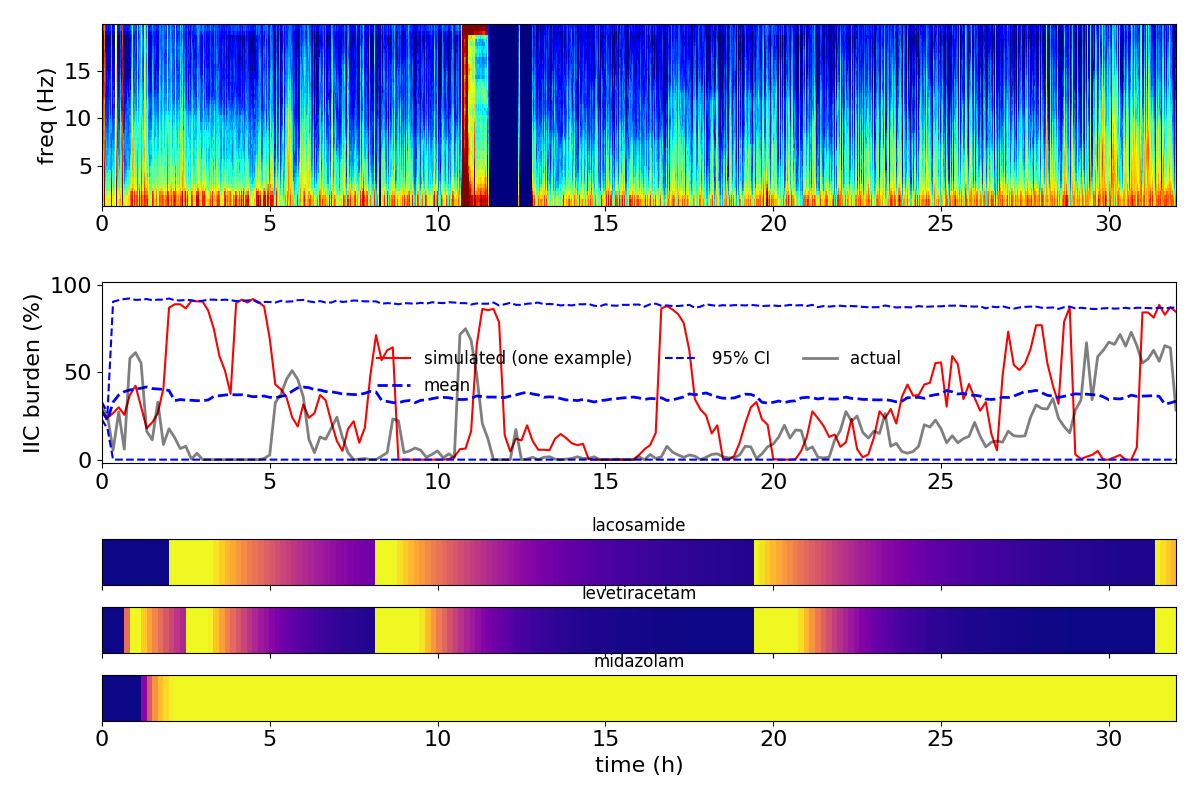 freq (Hz)
15
10
5
0 5 10 15 20 25 30
IIC burden (%)
100
50
0
simulated (one example) 95% CI actual
mean
0 5 10 15 20 25 30
lacosamide
levetiracetam
midazolam
0 5 10 15 20 25 30
time (h)